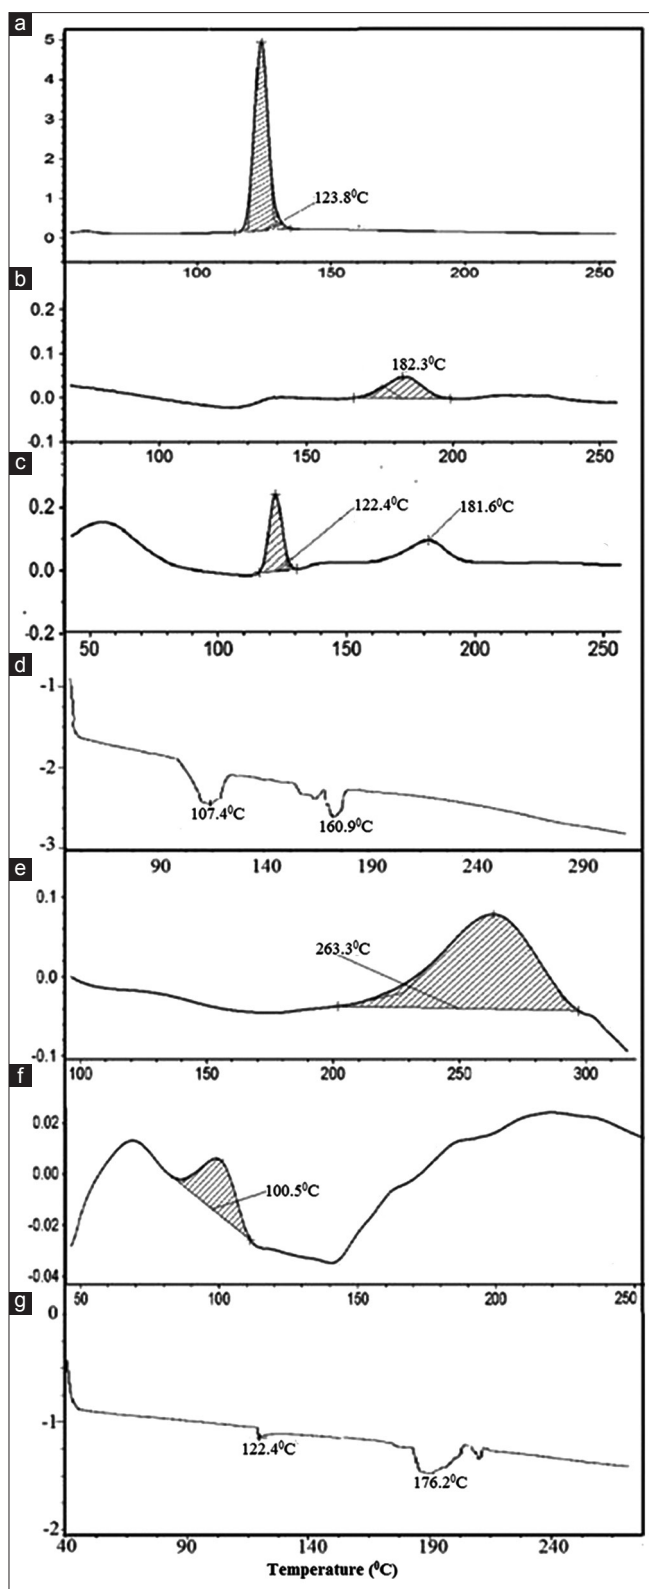 a
5
4
3
2
1
0
123.8⁰C
100 150 200 250
b
0.2
0.1
0.0
-0.1
182.3⁰C
100 150 200 250
c
0.2
0.0
-0.2
122.4⁰C 181.6⁰C
50 100 150 200 250
d
-1
-2
-3
107.4⁰C 160.9⁰C
90 140 190 240 290
e
0.1
0.0
-0.1
263.3⁰C
100 150 200 250 300
f
0.02
0.00
-0.02
-0.04
100.5⁰C
50 100 150 200 250
g
0
-1
-2
122.4⁰C 176.2⁰C
40 90 140 190 240
Temperature (⁰C)